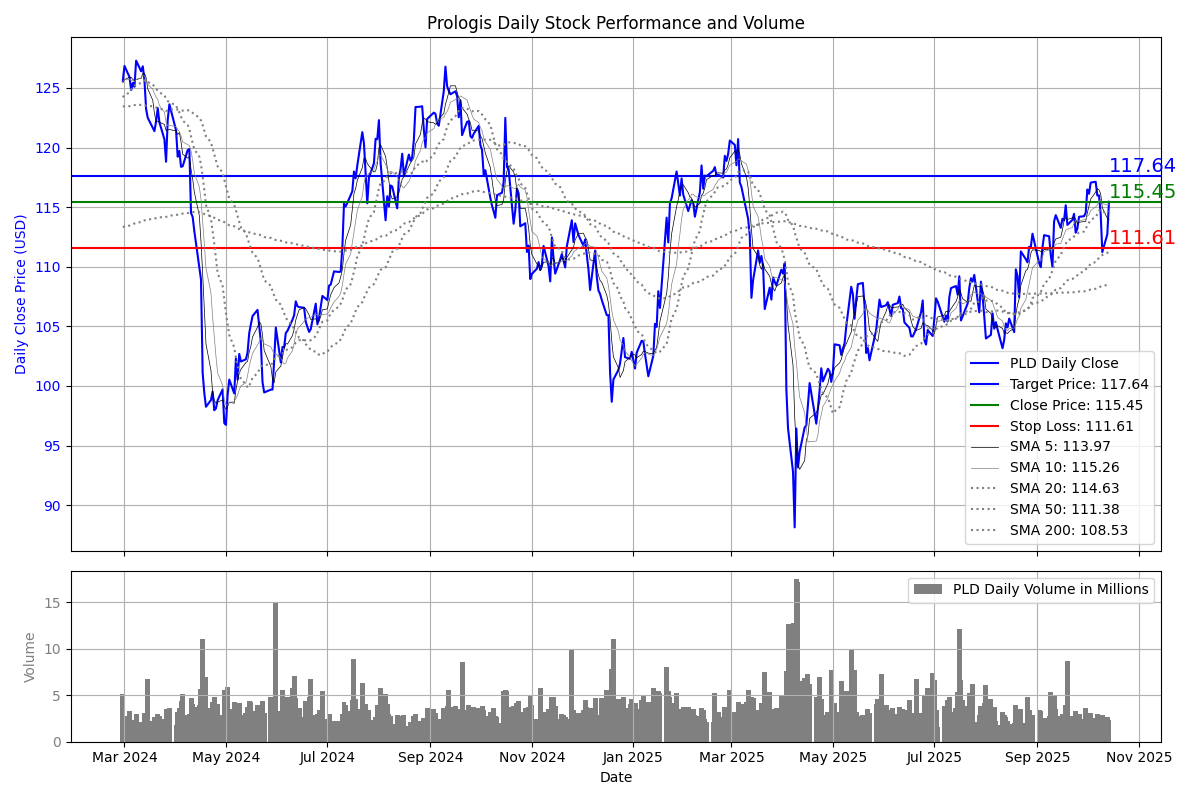 Prologis Daily Stock Performance and Volume
Daily Close Price (USD)
125
120
115
110
105
100
95
90
117.64
115.45
111.61
PLD Daily Close
Target Price: 117.64
Close Price: 115.45
Stop Loss: 111.61
SMA 5: 113.97
SMA 10: 115.26
SMA 20: 114.63
SMA 50: 111.38
SMA 200: 108.53
Volume
15
10
5
0
PLD Daily Volume in Millions
Mar 2024 May 2024 Jul 2024 Sep 2024 Nov 2024 Jan 2025 Mar 2025 May 2025 Jul 2025 Sep 2025 Nov 2025
Date